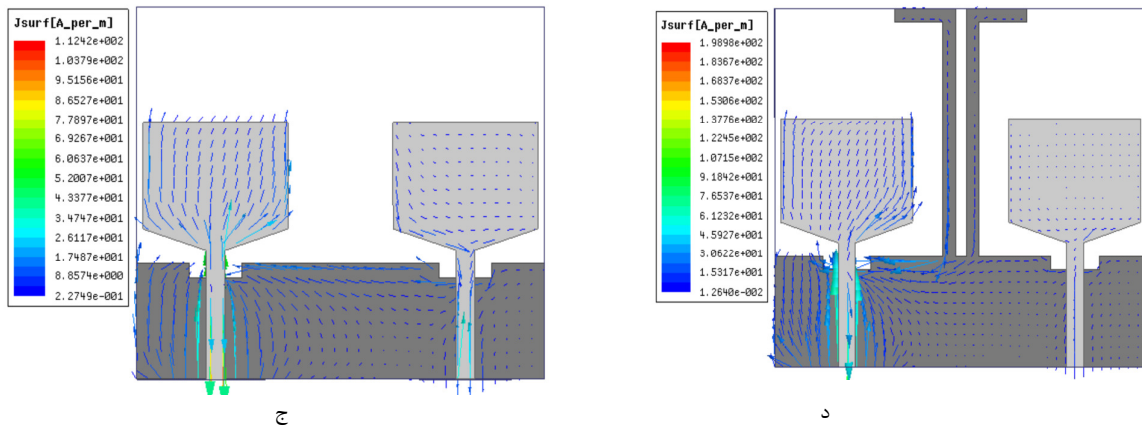 Jsurf[A_per_m]
1.1242e+002
1.0379e+002
9.5156e+001
8.6527e+001
7.7897e+001
6.9267e+001
6.0637e+001
5.2007e+001
4.3377e+001
3.4747e+001
2.6117e+001
1.7487e+001
8.8574e+000
2.2749e-001
ج
Jsurf[A_per_m]
1.9898e+002
1.8367e+002
1.6837e+002
1.5306e+002
1.3776e+002
1.2245e+002
1.0715e+002
9.1842e+001
7.6537e+001
6.1232e+001
4.5927e+001
3.0622e+001
1.5317e+001
1.2640e-002
د